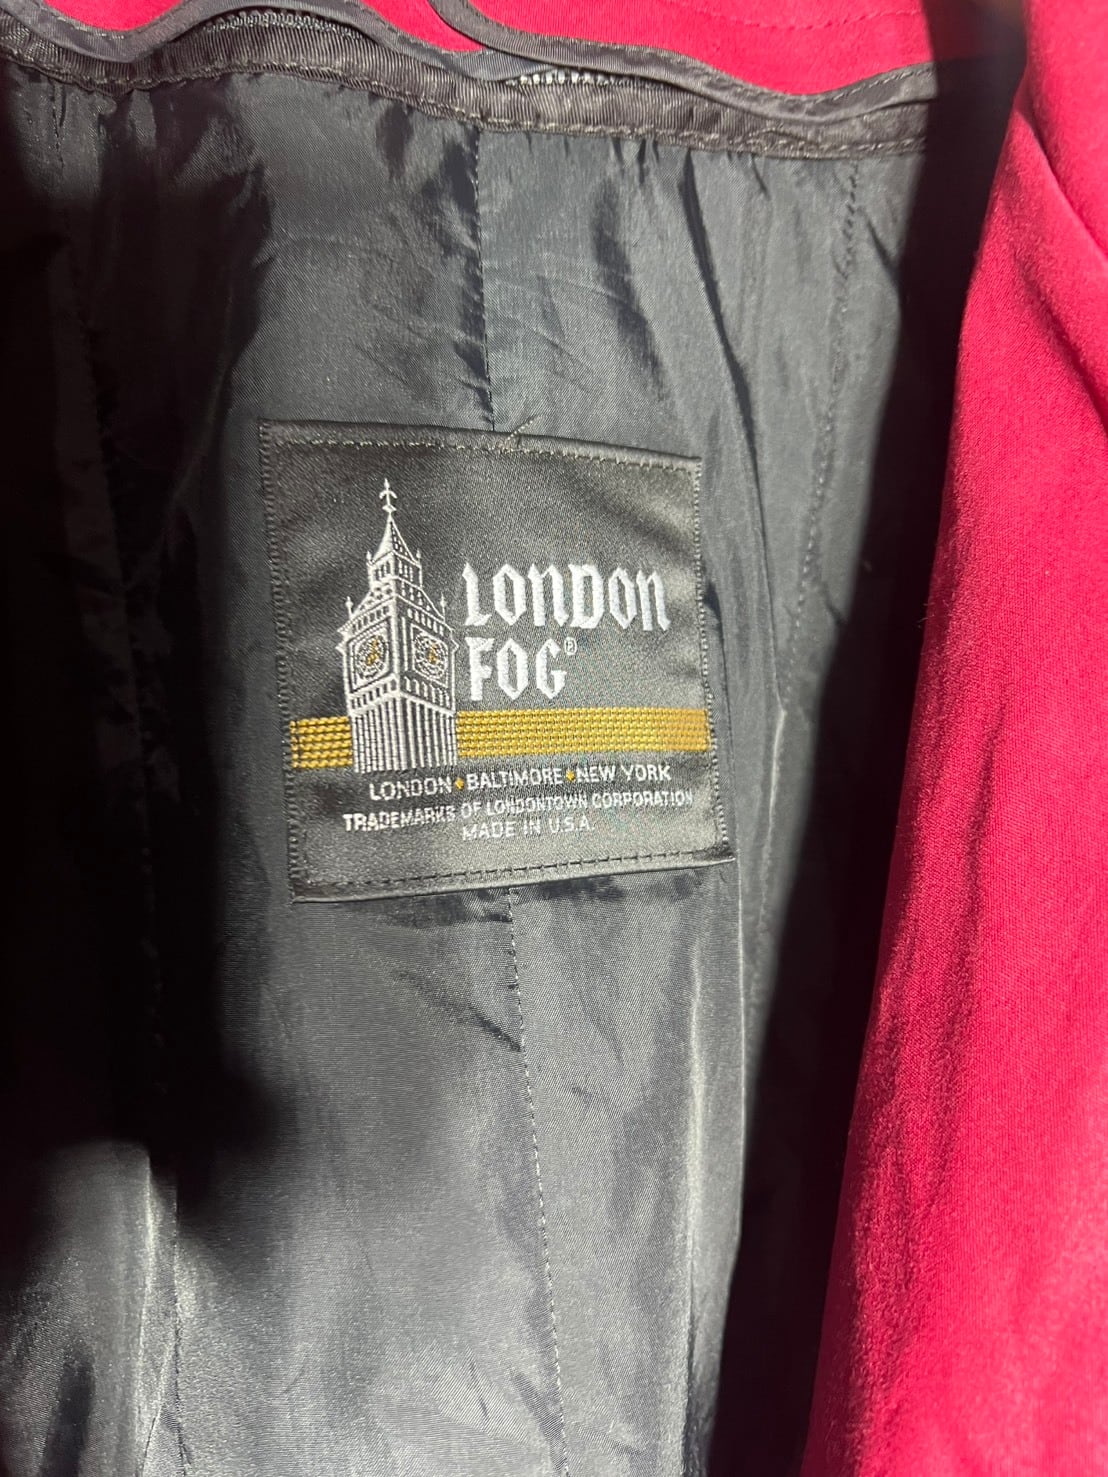 LONDON
FOG®
LONDON♦BALTIMORE♦NEW YORK
TRADEMARKS OF LONDONTOWN CORPORATION
MADE IN U.S.A.